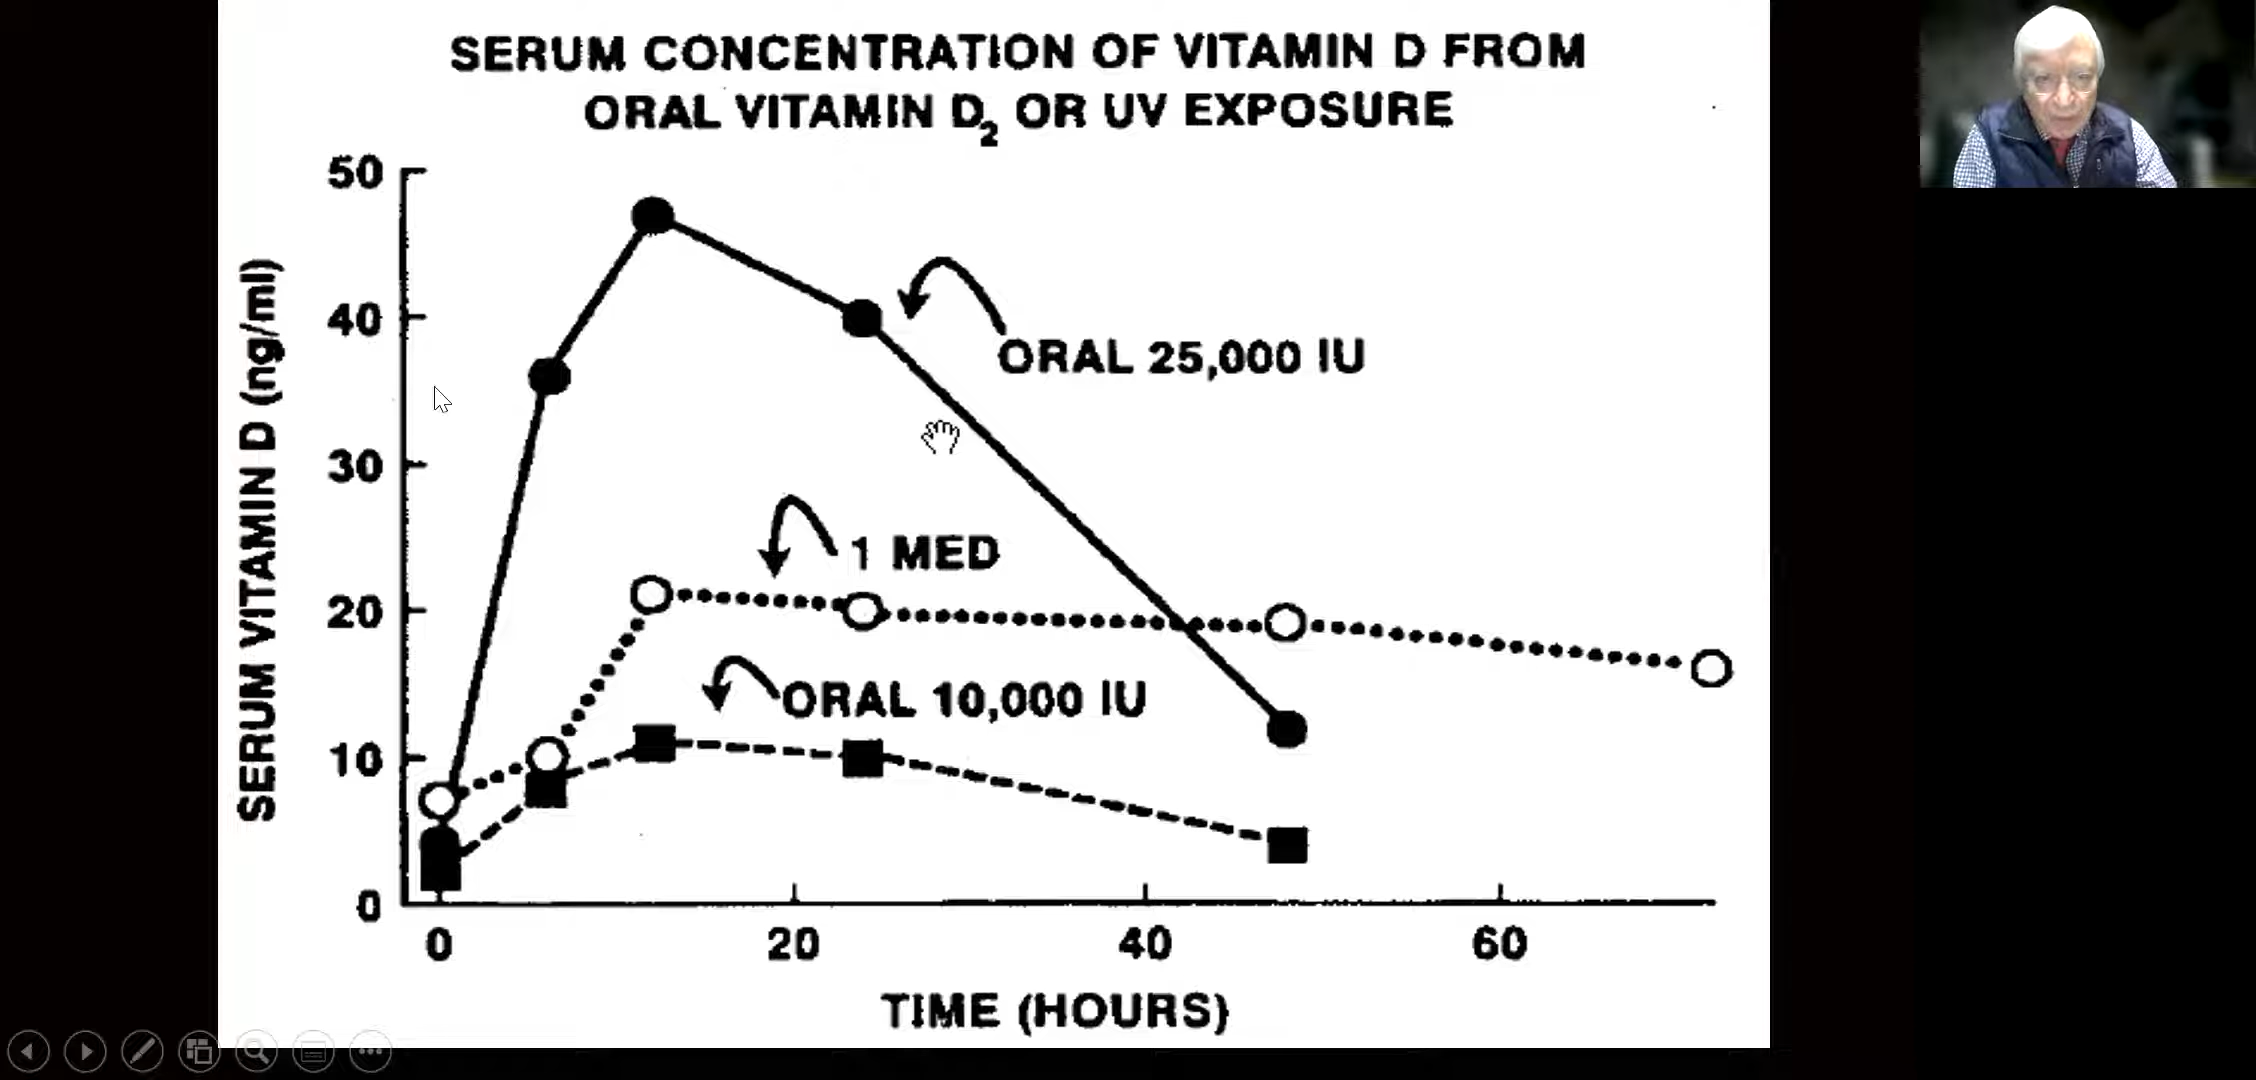 SERUM CONCENTRATION OF VITAMIN D FROM
ORAL VITAMIN D₂ OR UV EXPOSURE
SERUM VITAMIN D (ng/ml)
50
40
30
20
10
0
ORAL 25,000 IU
1 MED
ORAL 10,000 IU
0 20 40 60
TIME (HOURS)